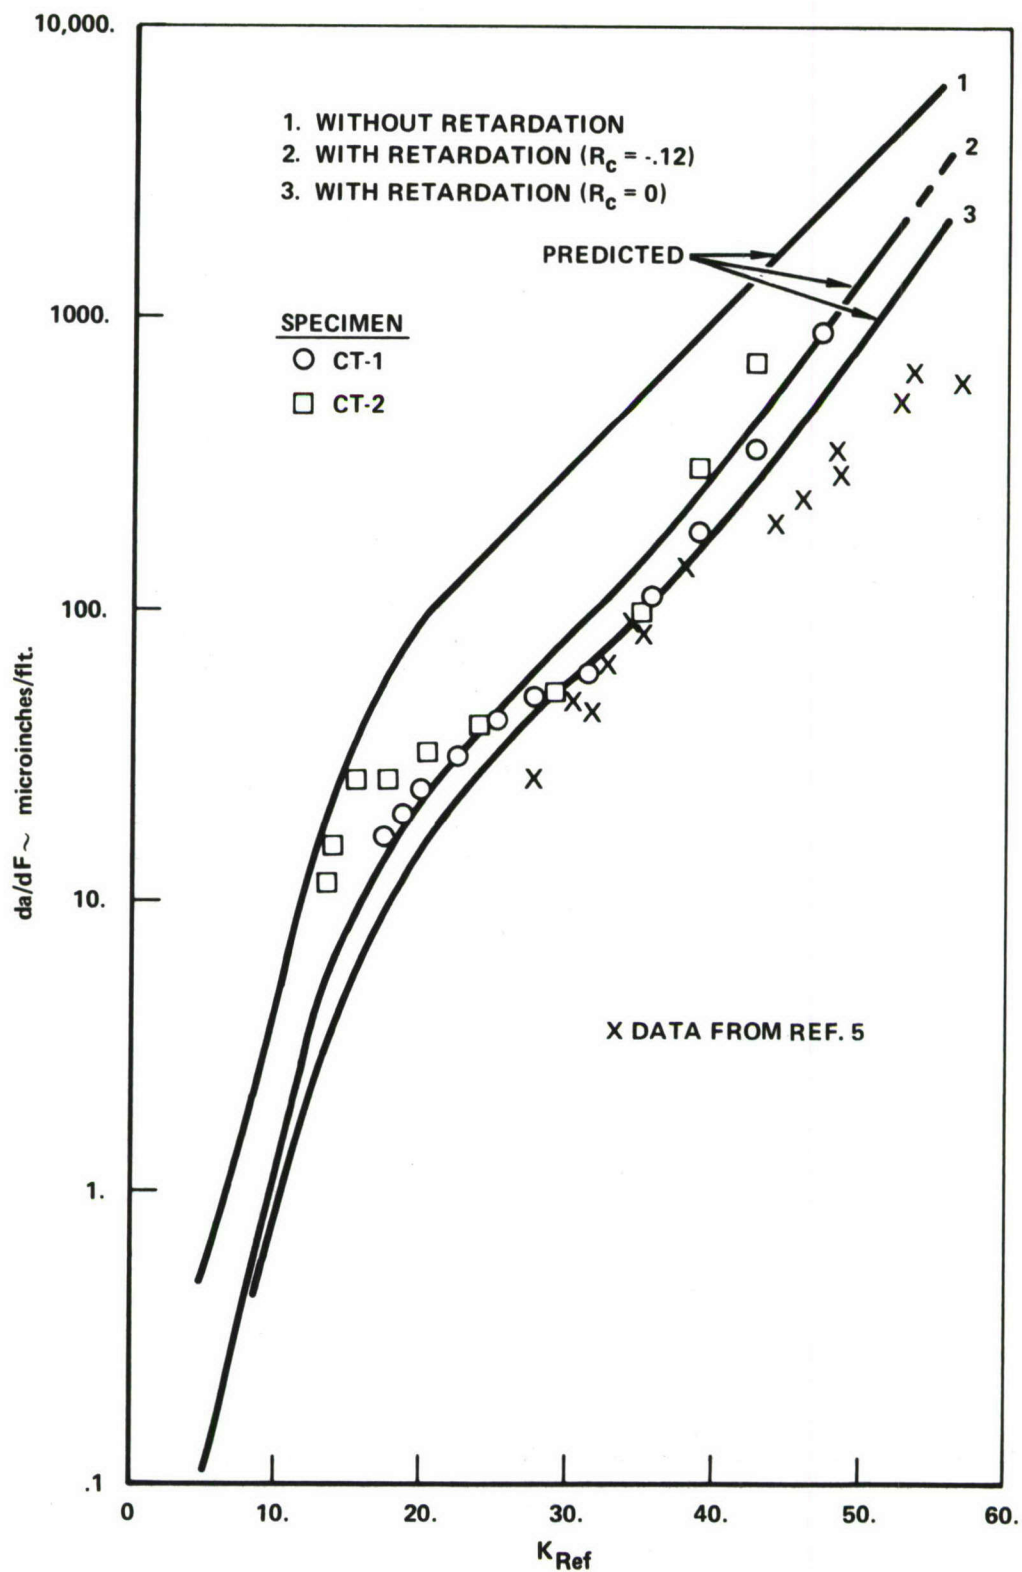 10,000.
1
1. WITHOUT RETARDATION
2. WITH RETARDATION (Rc = -.12)
2
3. WITH RETARDATION (Rc = 0)
3
PREDICTED
1000.
SPECIMEN
CT-1
CT-2
100.
da/dF ~ microinches/flt.
10.
X DATA FROM REF. 5
1.
.1
0 10. 20. 30. 40. 50. 60.
KRef